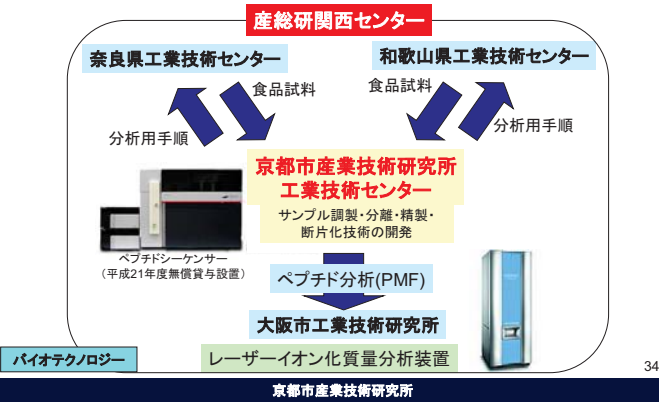 産総研関西センター
奈良県工業技術センター
和歌山県工業技術センター
食品試料
食品試料
分析用手順
分析用手順
京都市産業技術研究所
工業技術センター
サンプル調製・分離・精製・
断片化技術の開発
ペプチドシーケンサー
（平成21年度無償貸与設置）
ペプチド分析(PMF)
大阪市工業技術研究所
レーザーイオン化質量分析装置
バイオテクノロジー
34
京都市産業技術研究所